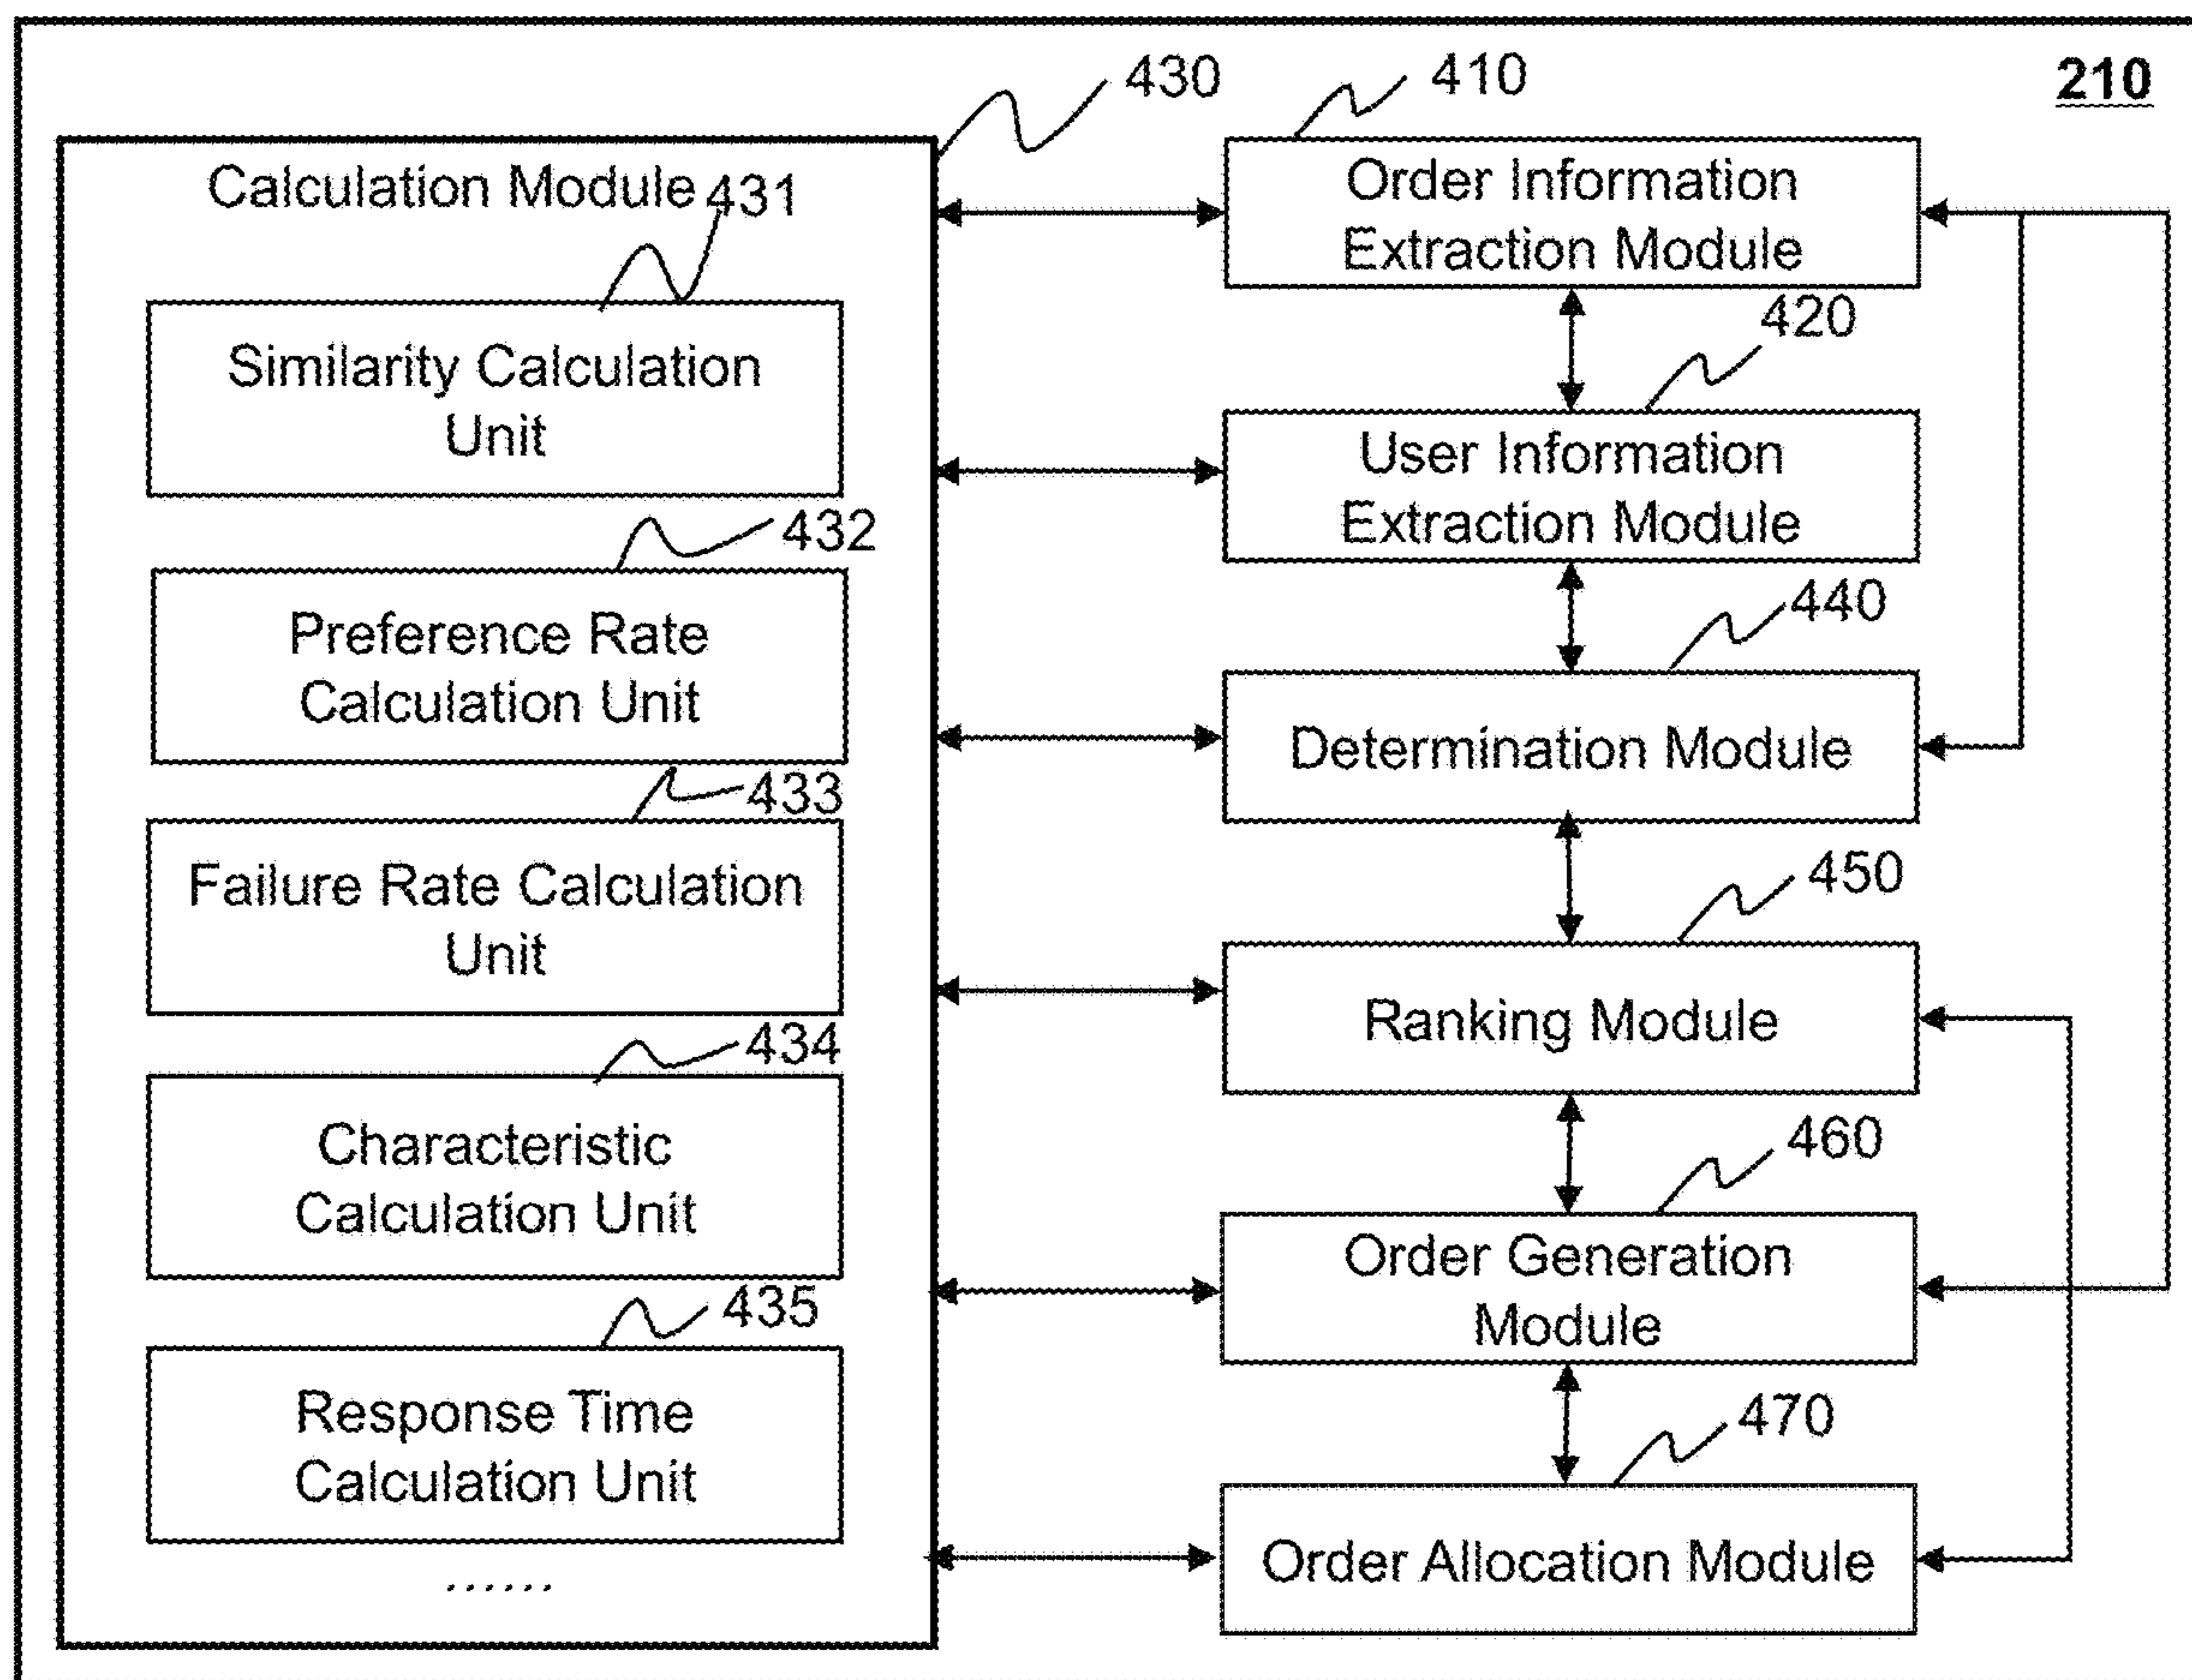 210
430
Calculation Module
431
Similarity Calculation
Unit
432
Preference Rate
Calculation Unit
433
Failure Rate Calculation
Unit
434
Characteristic
Calculation Unit
435
Response Time
Calculation Unit
......
410
Order Information
Extraction Module
420
User Information
Extraction Module
440
Determination Module
450
Ranking Module
460
Order Generation
Module
470
Order Allocation Module